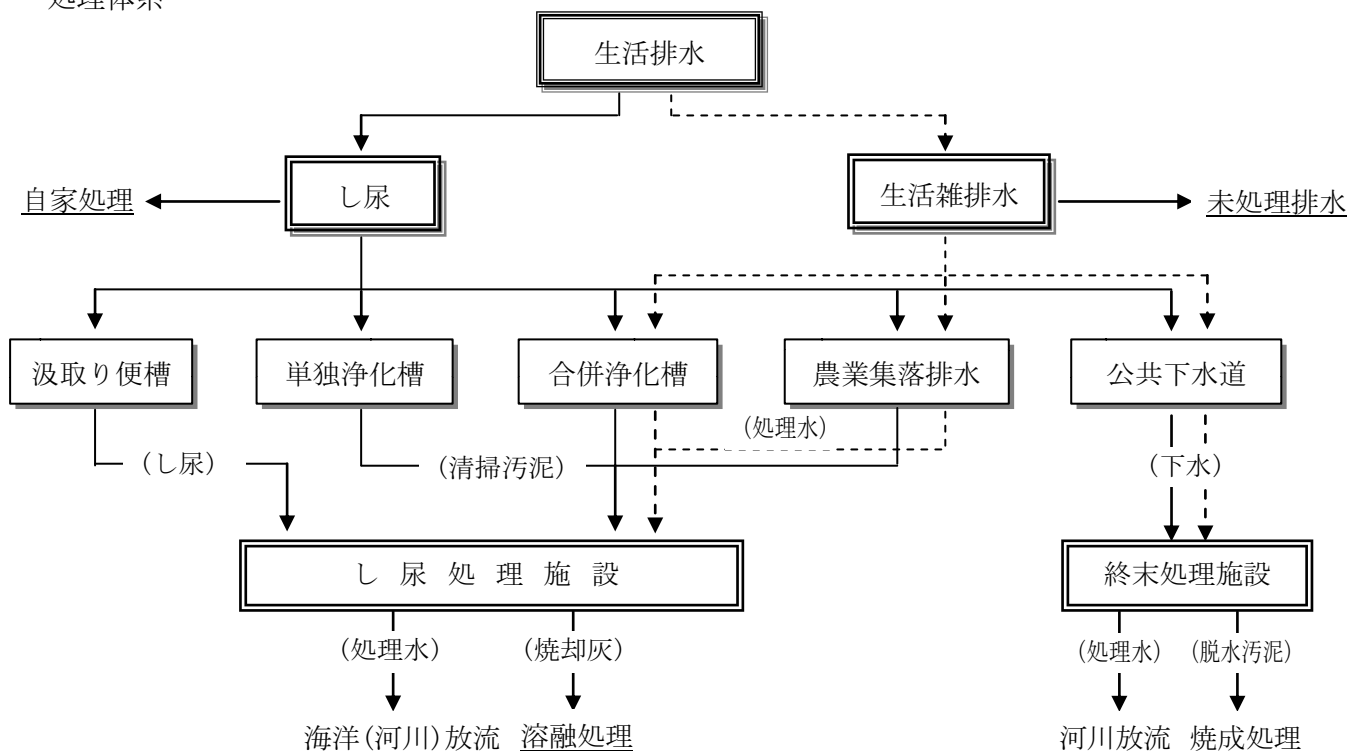 処理体系
生活排水
し尿
生活雑排水
自家処理
未処理排水
汲取り便槽
単独浄化槽
合併浄化槽
農業集落排水
公共下水道
(処理水)
(し尿)
(清掃汚泥)
(下水)
し尿処理施設
終末処理施設
(処理水)
(焼却灰)
(処理水)
(脱水汚泥)
海洋(河川)放流
溶融処理
河川放流
焼成処理